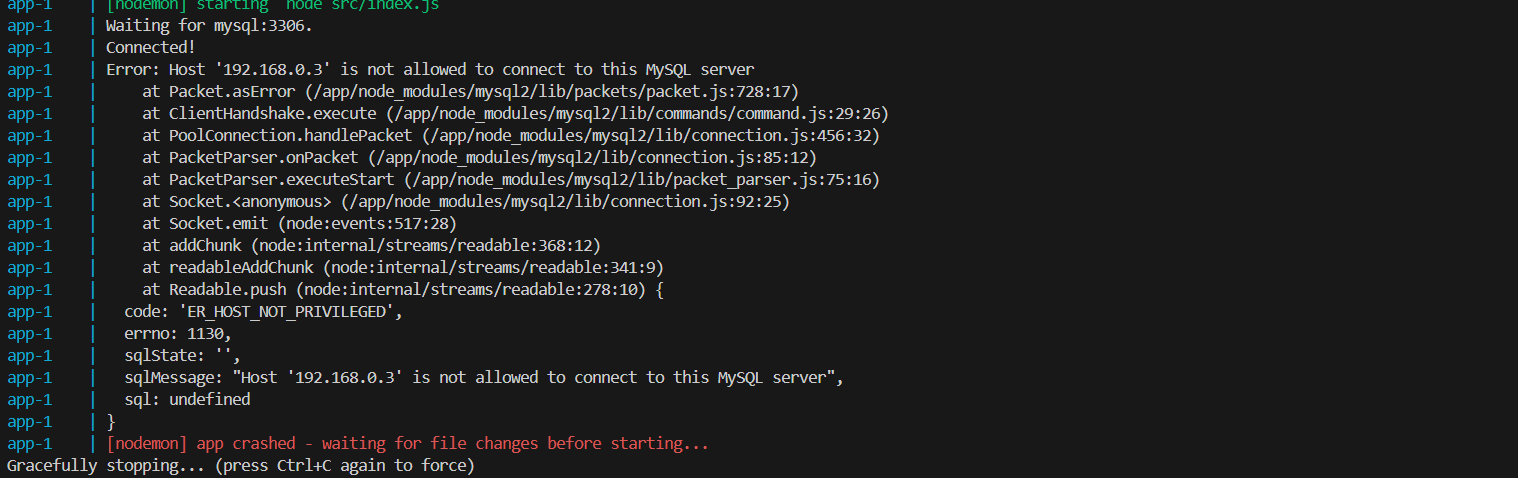 app-1    | [nodemon] starting `node src/index.js`
app-1    | Waiting for mysql:3306.
app-1    | Connected!
app-1    | Error: Host '192.168.0.3' is not allowed to connect to this MySQL server
app-1    |     at Packet.asError (/app/node_modules/mysql2/lib/packets/packet.js:728:17)
app-1    |     at ClientHandshake.execute (/app/node_modules/mysql2/lib/commands/command.js:29:26)
app-1    |     at PoolConnection.handlePacket (/app/node_modules/mysql2/lib/connection.js:456:32)
app-1    |     at PacketParser.onPacket (/app/node_modules/mysql2/lib/connection.js:85:12)
app-1    |     at PacketParser.executeStart (/app/node_modules/mysql2/lib/packet_parser.js:75:16)
app-1    |     at Socket.<anonymous> (/app/node_modules/mysql2/lib/connection.js:92:25)
app-1    |     at Socket.emit (node:events:517:28)
app-1    |     at addChunk (node:internal/streams/readable:368:12)
app-1    |     at readableAddChunk (node:internal/streams/readable:341:9)
app-1    |     at Readable.push (node:internal/streams/readable:278:10) {
app-1    |   code: 'ER_HOST_NOT_PRIVILEGED',
app-1    |   errno: 1130,
app-1    |   sqlState: '',
app-1    |   sqlMessage: "Host '192.168.0.3' is not allowed to connect to this MySQL server",
app-1    |   sql: undefined
app-1    | }
app-1    | [nodemon] app crashed - waiting for file changes before starting...
Gracefully stopping... (press Ctrl+C again to force)